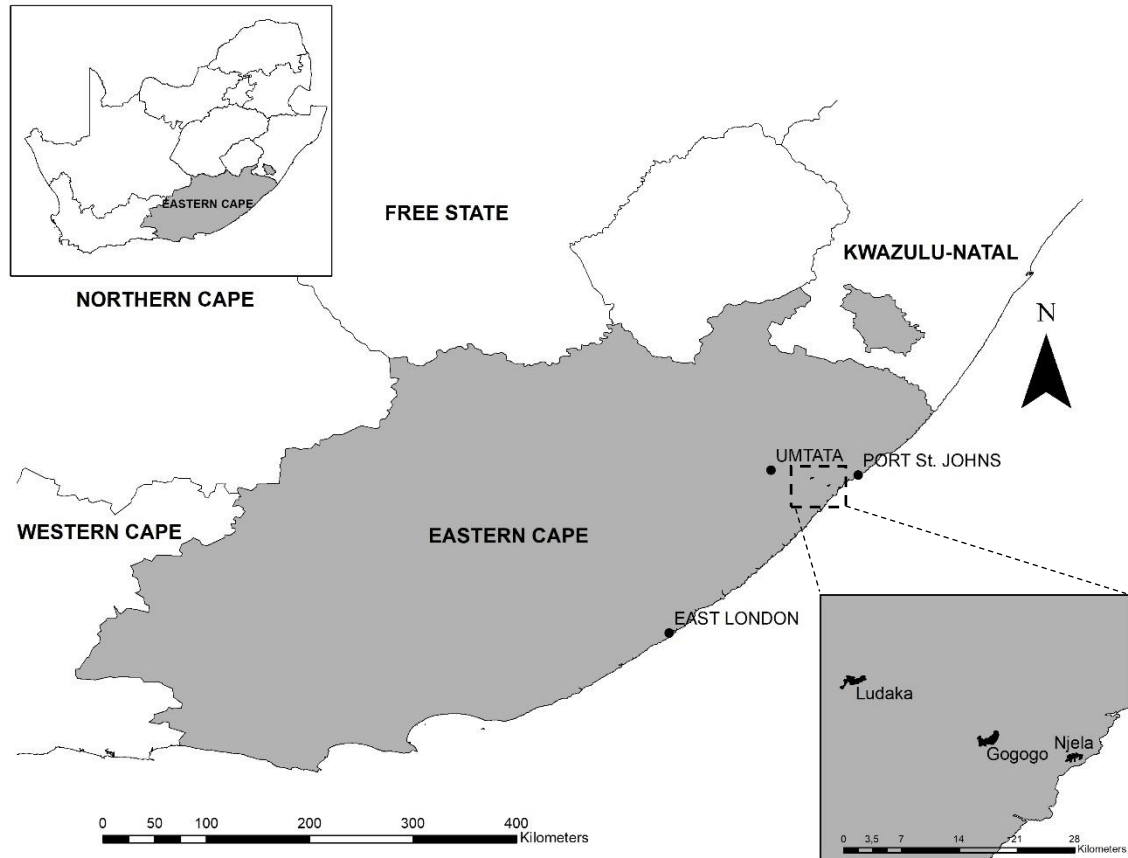 EASTERN CAPE
FREE STATE
KWAZULU-NATAL
NORTHERN CAPE
N
UMTATA
PORT St. JOHNS
WESTERN CAPE
EASTERN CAPE
EAST LONDON
Ludaka
Njela
Gogogo
0 50 100 200 300 400
Kilometers
0 3,5 7 14 21 28
Kilometers